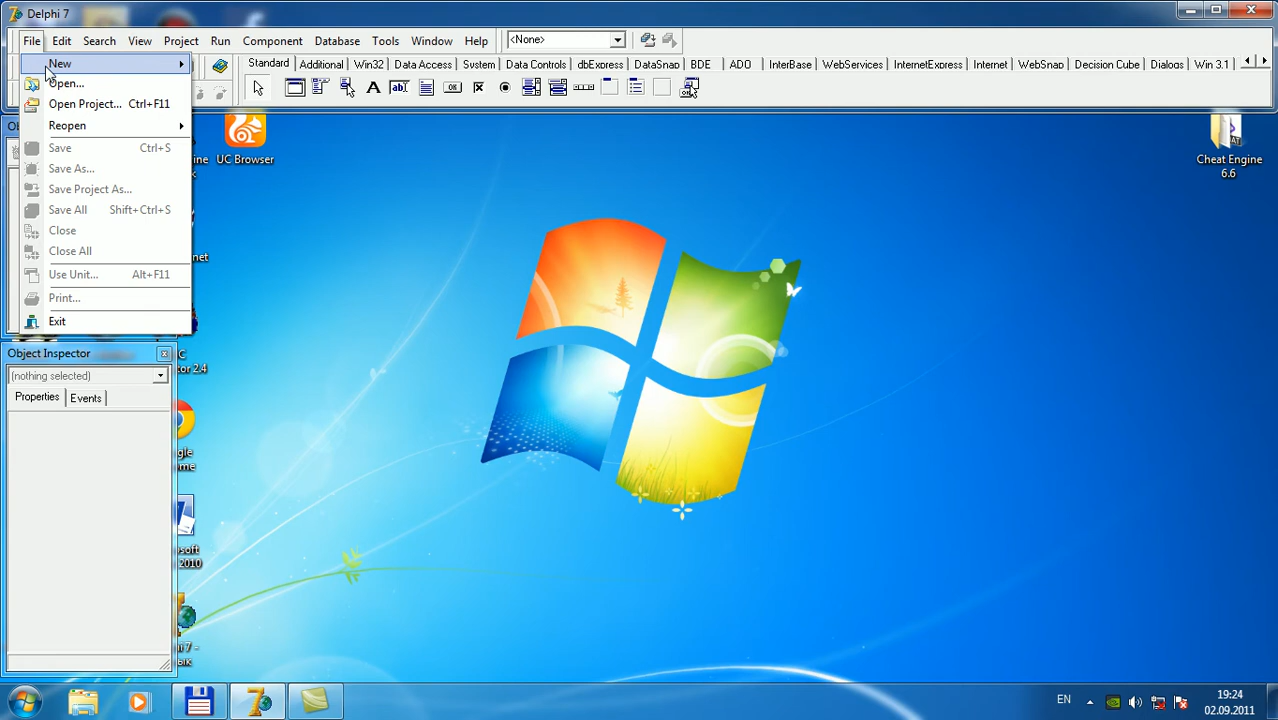 Delphi 7
File Edit Search View Project Run Component Database Tools Window Help <None>
Standard Additional Win32 Data Access System Data Controls dbExpress DataSnap BDE ADO InterBase WebServices InternetExpress Internet WebSnap Decision Cube Dialogs Win 3.1
New
Open...
Open Project... Ctrl+F11
Reopen
Save Ctrl+S
Save As...
Save Project As...
Save All Shift+Ctrl+S
Close
Close All
Use Unit... Alt+F11
Print...
Exit
UC Browser
Cheat Engine
6.6
Object Inspector
(nothing selected)
Properties Events
2010
EN
19:24
02.09.2011